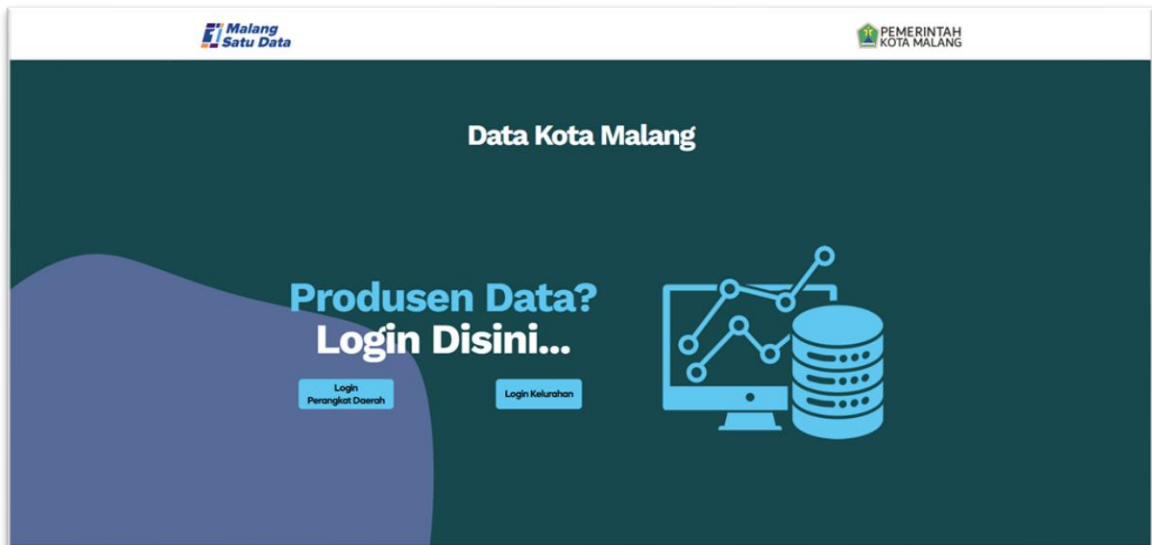 Malang
Satu Data
PEMERINTAH
KOTA MALANG
Data Kota Malang
Produsen Data?
Login Disini...
Login
Perangkat Daerah
Login Kelurahan